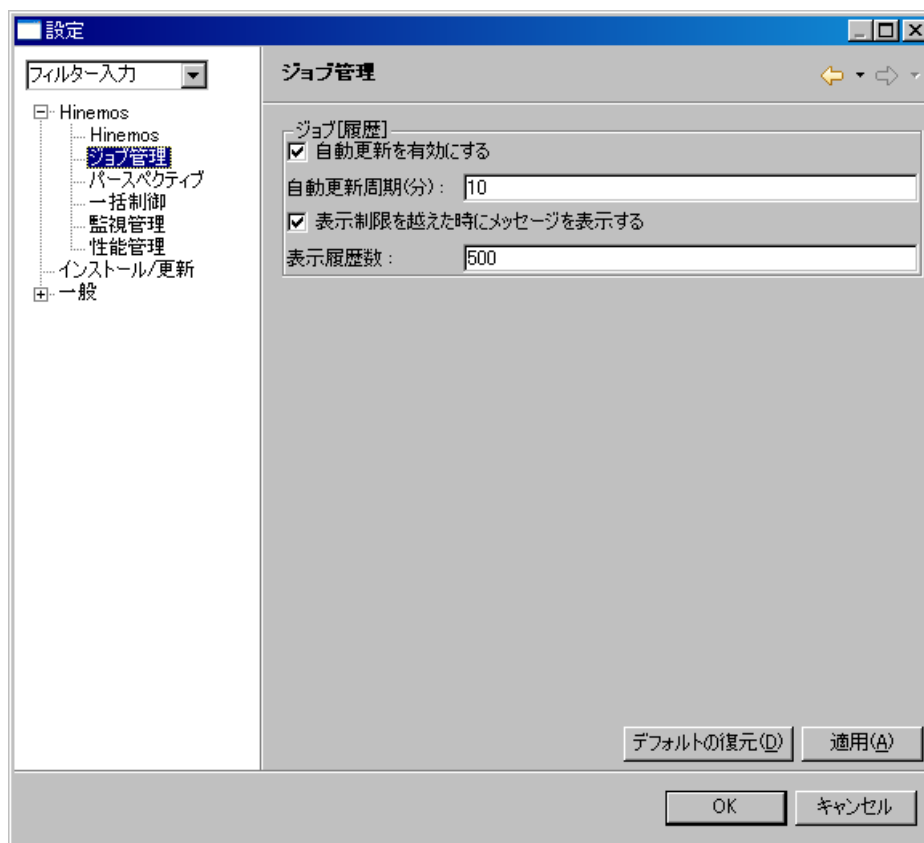 設定
フィルター入力
Hinemos
Hinemos
ジョブ管理
パースペクティブ
一括制御
監視管理
性能管理
インストール/更新
一般
ジョブ管理
ジョブ[履歴]
自動更新を有効にする
自動更新周期(分): 10
表示制限を越えた時にメッセージを表示する
表示履歴数: 500
デフォルトの復元(D) 適用(A)
OK キャンセル